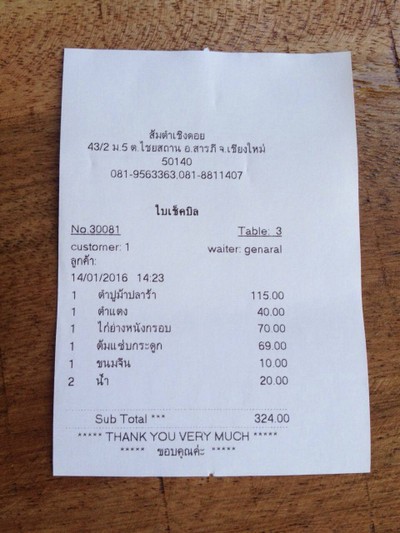 ส้มตำเชิงดอย
43/2 ม.5 ต.ไชยสถาน อ.สารภี จ.เชียงใหม่
50140
081-9563363,081-8811407
ใบเช็คบิล
No.30081 Table: 3
customer: 1 waiter: genaral
ลูกค้า:
14/01/2016 14:23
1 ตำปูม้าปลาร้า 115.00
1 ตำแตง 40.00
1 ไก่ย่างหนังกรอบ 70.00
1 ต้มแซ่บกระดูก 69.00
1 ขนมจีน 10.00
2 น้ำ 20.00
Sub Total *** 324.00
***** THANK YOU VERY MUCH *****
***** ขอบคุณค่ะ *****